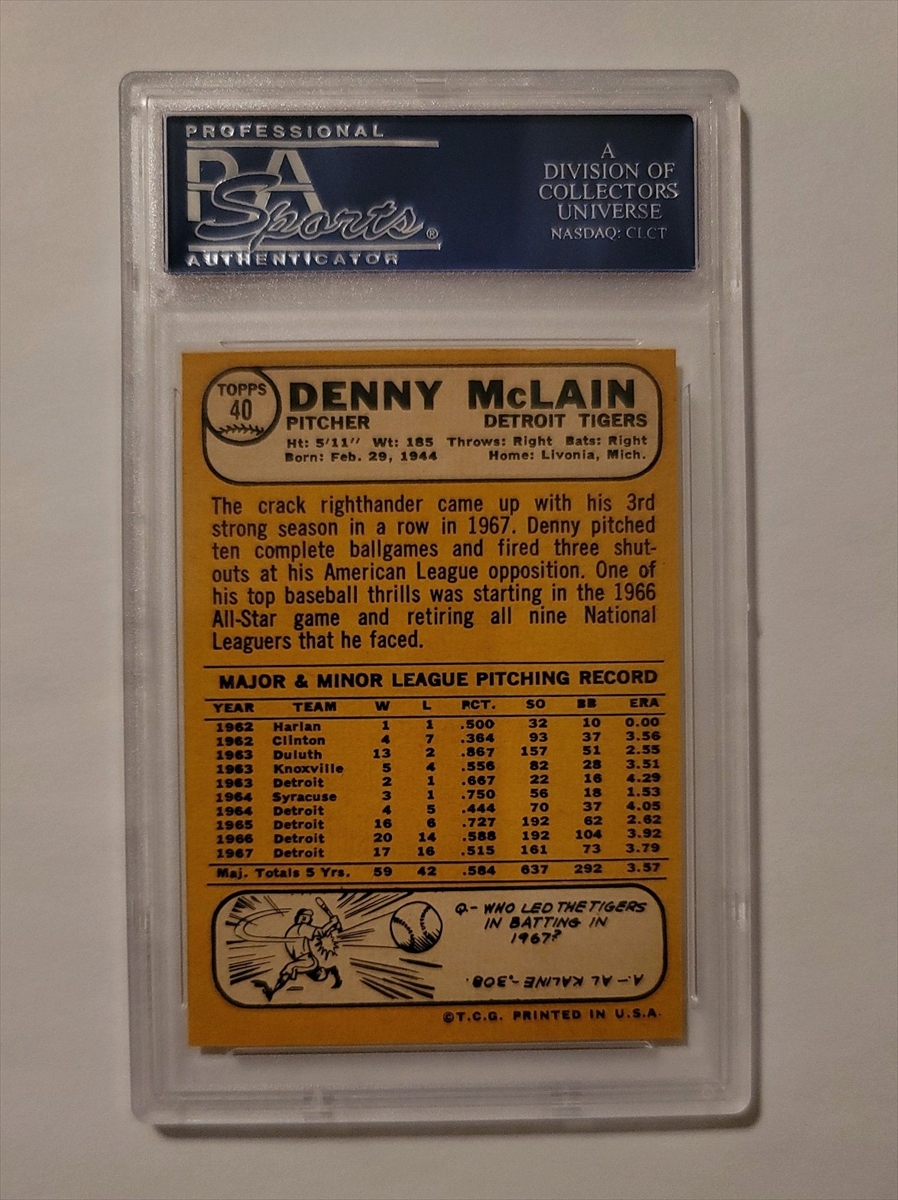 PROFESSIONAL
PSA
Sports®
AUTHENTICATOR
A
DIVISION OF
COLLECTORS
UNIVERSE
NASDAQ: CLCT
TOPPS
40
DENNY McLAIN
PITCHER DETROIT TIGERS
Ht: 5'11" Wt: 185 Throws: Right Bats: Right
Born: Feb. 29, 1944 Home: Livonia, Mich.
The crack righthander came up with his 3rd
strong season in a row in 1967. Denny pitched
ten complete ballgames and fired three shut-
outs at his American League opposition. One of
his top baseball thrills was starting in the 1966
All-Star game and retiring all nine National
Leaguers that he faced.
MAJOR & MINOR LEAGUE PITCHING RECORD
YEAR TEAM W L PCT. SO BB ERA
1962 Harlan 1 1 .500 32 10 0.00
1962 Clinton 4 7 .364 93 37 3.56
1963 Duluth 13 2 .867 157 51 2.55
1963 Knoxville 5 4 .556 82 28 3.51
1963 Detroit 2 1 .667 22 16 4.29
1964 Syracuse 3 1 .750 56 18 1.53
1964 Detroit 4 5 .444 70 37 4.05
1965 Detroit 16 6 .727 192 62 2.62
1966 Detroit 20 14 .588 192 104 3.92
1967 Detroit 17 16 .515 161 73 3.79
Maj. Totals 5 Yrs. 59 42 .584 637 292 3.57
Q- WHO LED THE TIGERS
IN BATTING IN
1967?
A- AL KALINE-.308.
©T.C.G. PRINTED IN U.S.A.